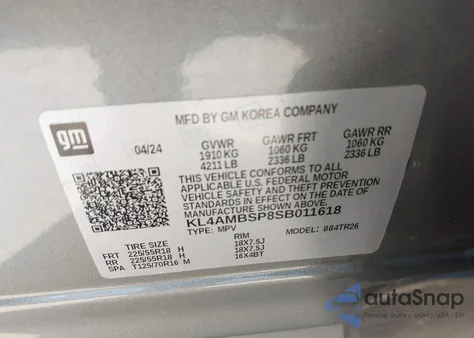 MFD BY GM KOREA COMPANY
gm
04/24
GVWR GAWR FRT GAWR RR
1910 KG 1060 KG 1060 KG
4211 LB 2336 LB 2336 LB
THIS VEHICLE CONFORMS TO ALL
APPLICABLE U.S. FEDERAL MOTOR
VEHICLE SAFETY AND THEFT
PREVENTION STANDARDS IN EFFECT ON
THE DATE OF MANUFACTURE SHOWN ABOVE.
KL4AMBSP8SB011618
TYPE: MPV MODEL: 884TR26
TIRE SIZE RIM
FRT 225/55R18 H 18X7.5J
RR 225/55R18 H 18X7.5J
SPA T125/70R16 M 16X4BT
autoSnap
USA - EU